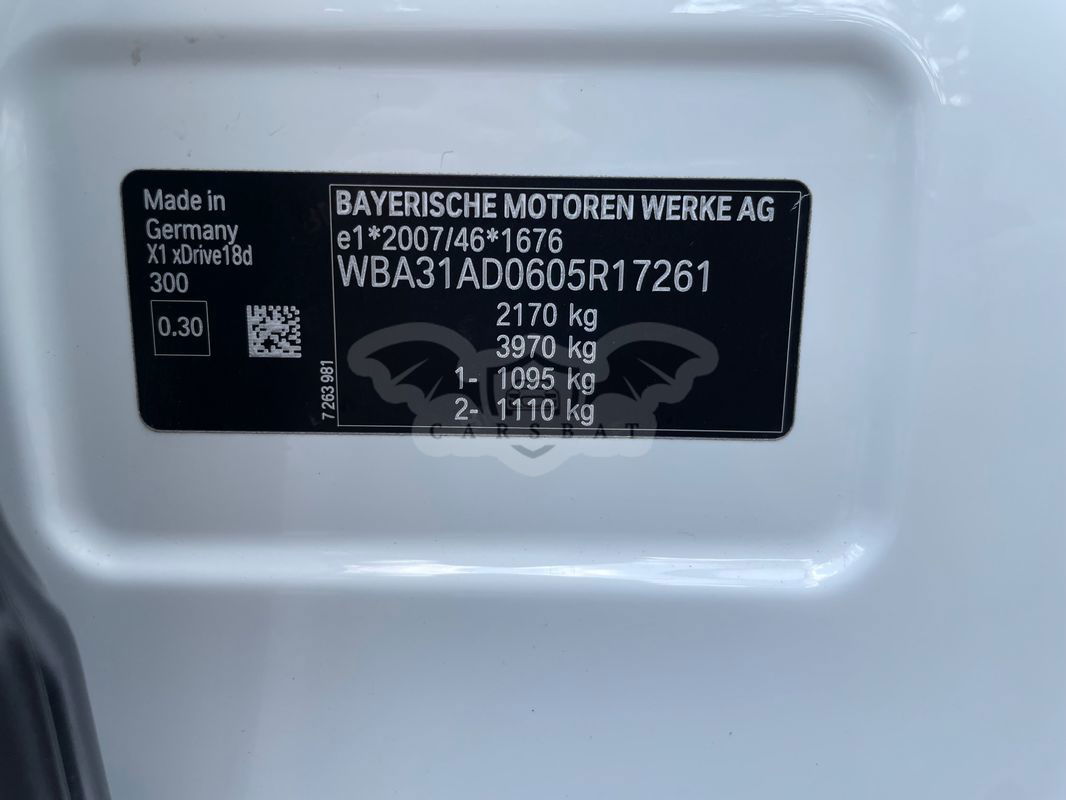 Made in
Germany
X1 xDrive18d
300
0.30
7 263 981
BAYERISCHE MOTOREN WERKE AG
e1*2007/46*1676
WBA31AD0605R17261
2170 kg
3970 kg
1- 1095 kg
2- 1110 kg
CARSBAT